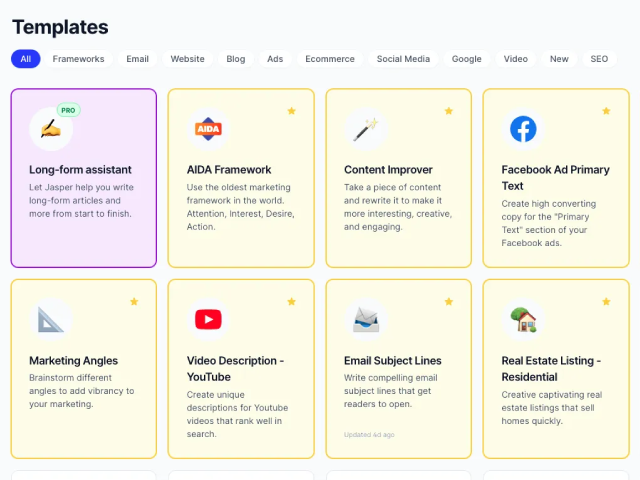 Templates
All Frameworks Email Website Blog Ads Ecommerce Social Media Google Video New SEO
PRO
Long-form assistant
Let Jasper help you write
long-form articles and
more from start to finish.
AIDA
AIDA Framework
Use the oldest marketing
framework in the world.
Attention, Interest, Desire,
Action.
Content Improver
Take a piece of content
and rewrite it to make it
more interesting, creative,
and engaging.
Facebook Ad Primary
Text
Create high converting
copy for the "Primary
Text" section of your
Facebook ads.
Marketing Angles
Brainstorm different
angles to add vibrancy to
your marketing.
Video Description -
YouTube
Create unique
descriptions for Youtube
videos that rank well in
search.
Email Subject Lines
Write compelling email
subject lines that get
readers to open.
Updated 4d ago
Real Estate Listing -
Residential
Creative captivating real
estate listings that sell
homes quickly.